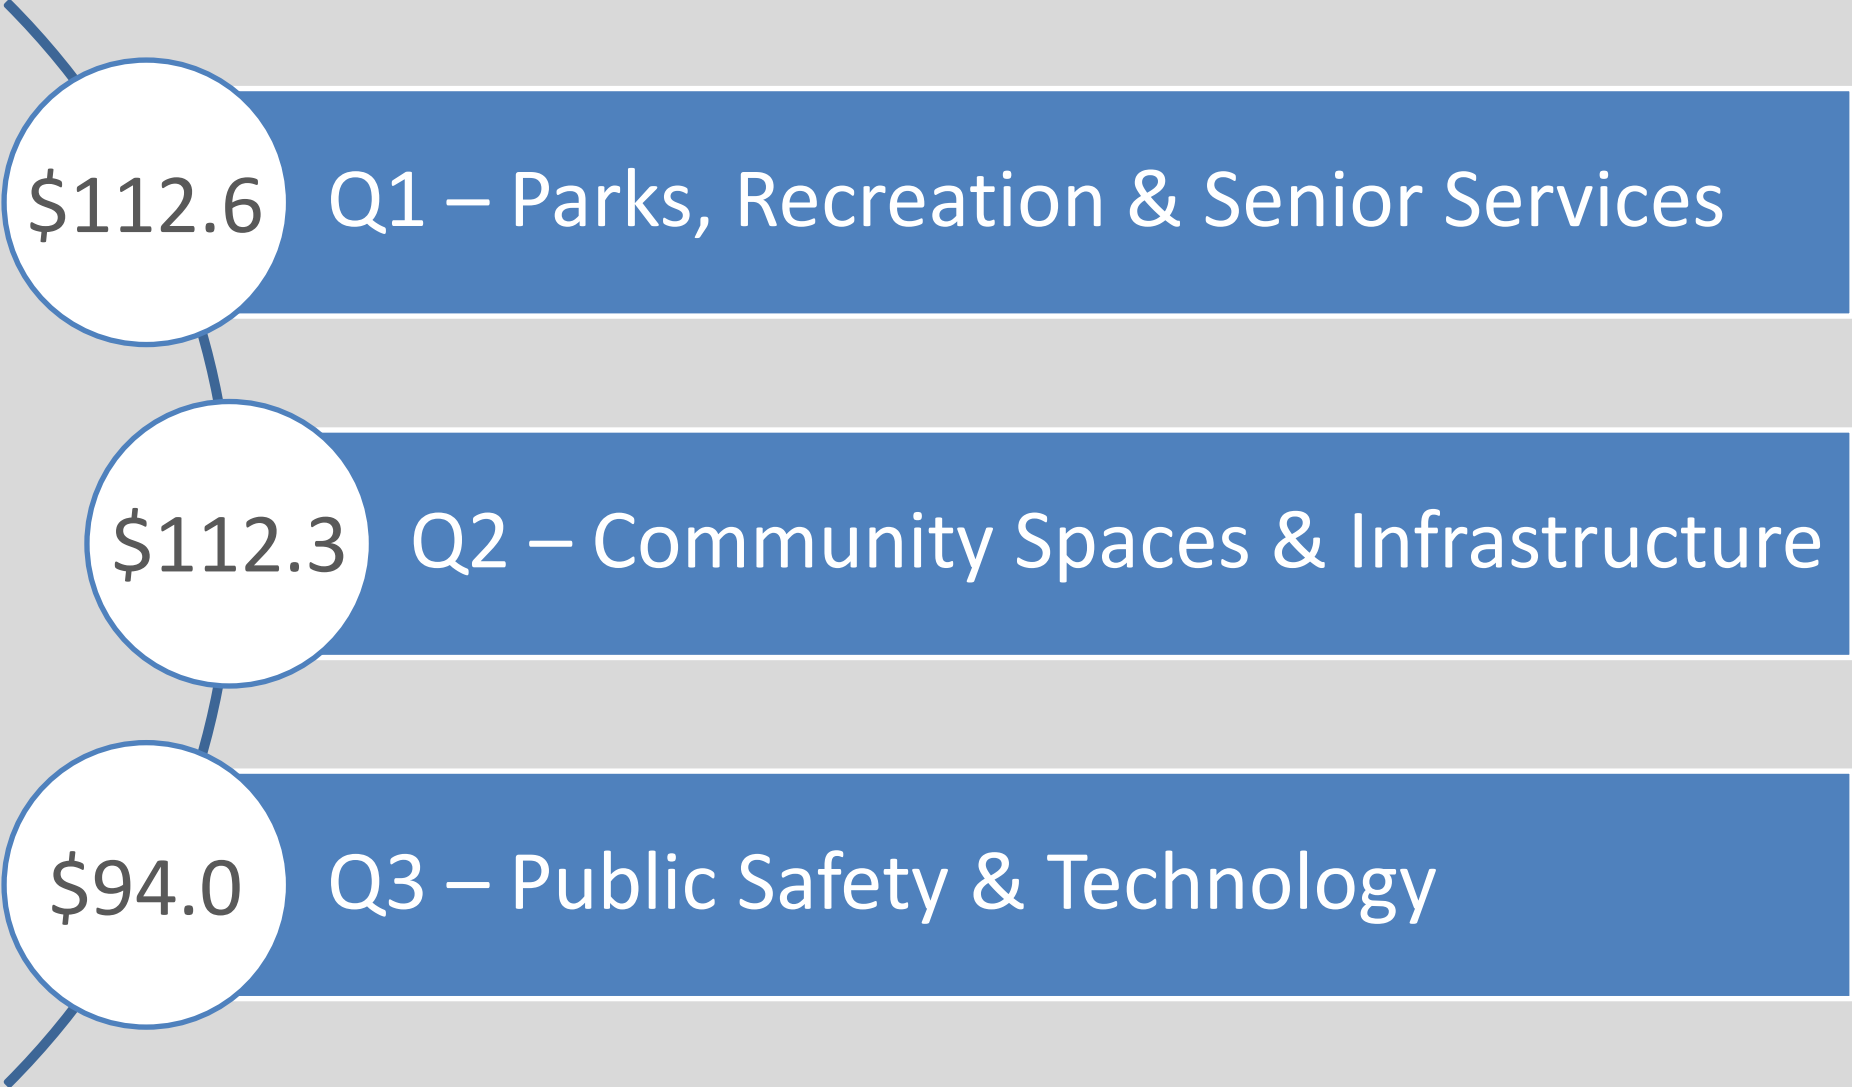 $112.6
Q1 – Parks, Recreation & Senior Services
$112.3
Q2 – Community Spaces & Infrastructure
$94.0
Q3 – Public Safety & Technology